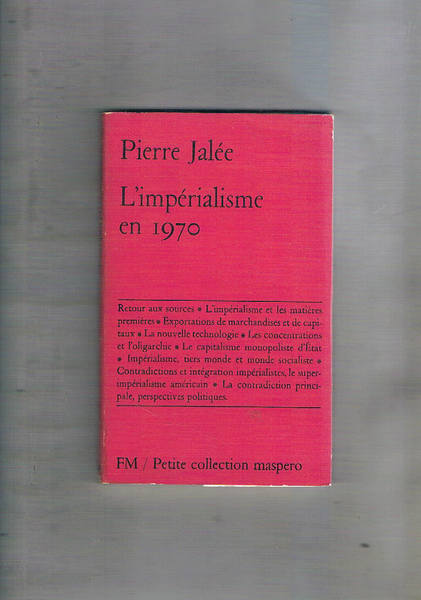 Pierre Jalée
L'impérialisme
en 1970
Retour aux sources • L'impérialisme et les matières
premières • Exportations de marchandises et de capi-
taux • La nouvelle technologie • Les concentrations
et l'oligarchie • Le capitalisme monopoliste d'État
• Impérialisme, tiers monde et monde socialiste •
Contradictions et intégration impérialistes, le super-
impérialisme américain • La contradiction princi-
pale, perspectives politiques.
FM / Petite collection maspero